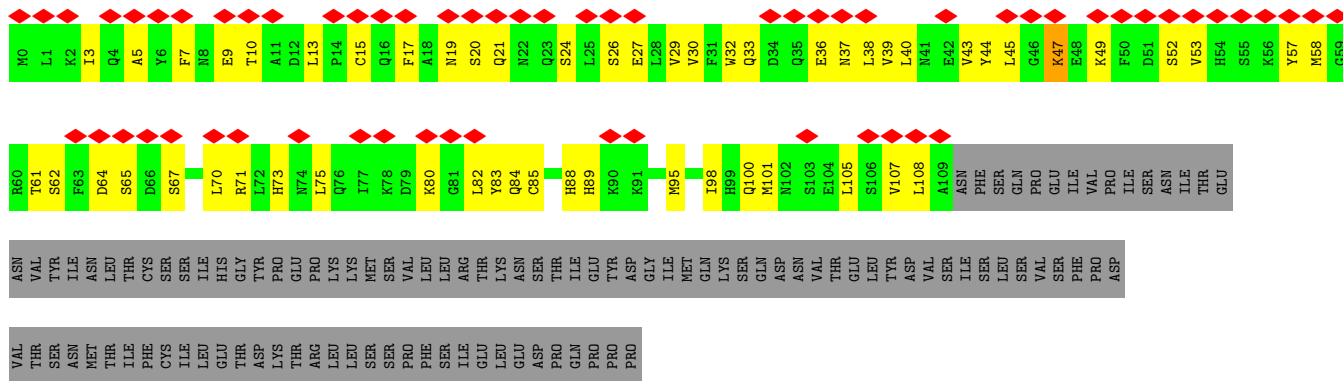 M0 L1 K2 I3 Q4 A5 Y6 F7 N8 E9 T10 A11 D12 L13 P14 C15 Q16 F17 A18 N19 S20 Q21 N22 Q23 S24 L25 S26 E27 L28 V29 V30 F31 W32 Q33 D34 Q35 E36 N37 L38 V39 L40 N41 E42 V43 Y44 L45 G46 K47 E48 K49 F50 D51 S52 V53 H54 S55 K56 Y57 M58 G59
R60 T61 S62 F63 D64 S65 D66 S67 L70 R71 L72 H73 N74 L75 Q76 I77 K78 D79 K80 G81 L82 Y83 Q84 C85 H88 H89 K90 K91 M95 I98 H99 Q100 M101 N102 S103 E104 L105 S106 V107 L108 A109 ASN PHE SER GLN PRO GLU ILE VAL PRO ILE SER ASN ILE THR GLU
ASN VAL TYR ILE ASN LEU THR CYS SER SER ILE HIS GLY TYR PRO GLU PRO LYS LYS MET SER VAL LEU LEU ARG THR LYS ASN SER THR ILE GLU TYR ASP GLY ILE MET GLN LYS SER GLN ASP ASN VAL THR GLU LEU TYR ASP VAL SER ILE SER LEU SER VAL SER PHE PRO ASP
VAL THR SER ASN MET THR ILE PHE CYS ILE LEU GLU THR ASP LYS THR ARG LEU LEU SER SER PRO PHE SER ILE GLU LEU GLU ASP PRO GLN PRO PRO PRO